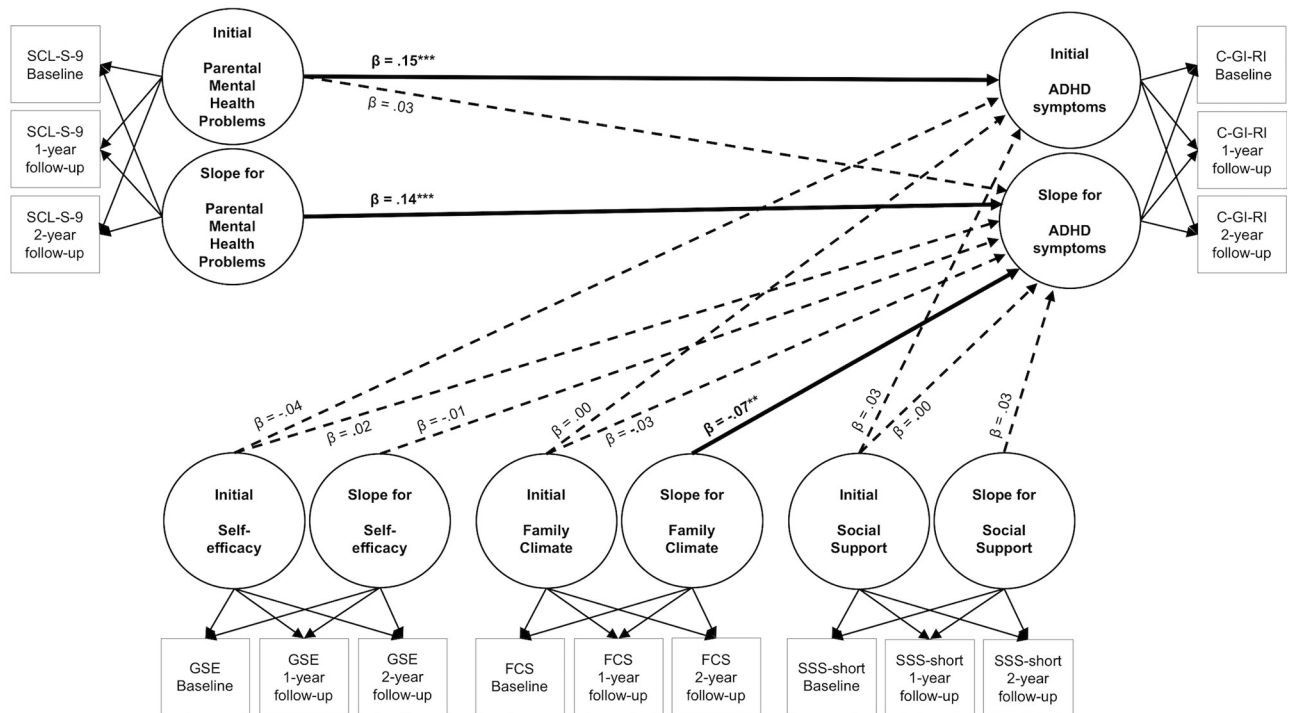 SCL-S-9
Baseline
SCL-S-9
1-year
follow-up
SCL-S-9
2-year
follow-up
Initial
Parental
Mental
Health
Problems
Slope for
Parental
Mental
Health
Problems
β = .15***
β = .03
β = .14***
Initial
ADHD
symptoms
Slope for
ADHD
symptoms
C-GI-RI
Baseline
C-GI-RI
1-year
follow-up
C-GI-RI
2-year
follow-up
β = -.04
β = .02
β = -.01
β = .00
β = -.03
β = -.07**
β = .03
β = .00
β = .03
Initial
Self-
efficacy
Slope for
Self-
efficacy
Initial
Family
Climate
Slope for
Family
Climate
Initial
Social
Support
Slope for
Social
Support
GSE
Baseline
GSE
1-year
follow-up
GSE
2-year
follow-up
FCS
Baseline
FCS
1-year
follow-up
FCS
2-year
follow-up
SSS-short
Baseline
SSS-short
1-year
follow-up
SSS-short
2-year
follow-up